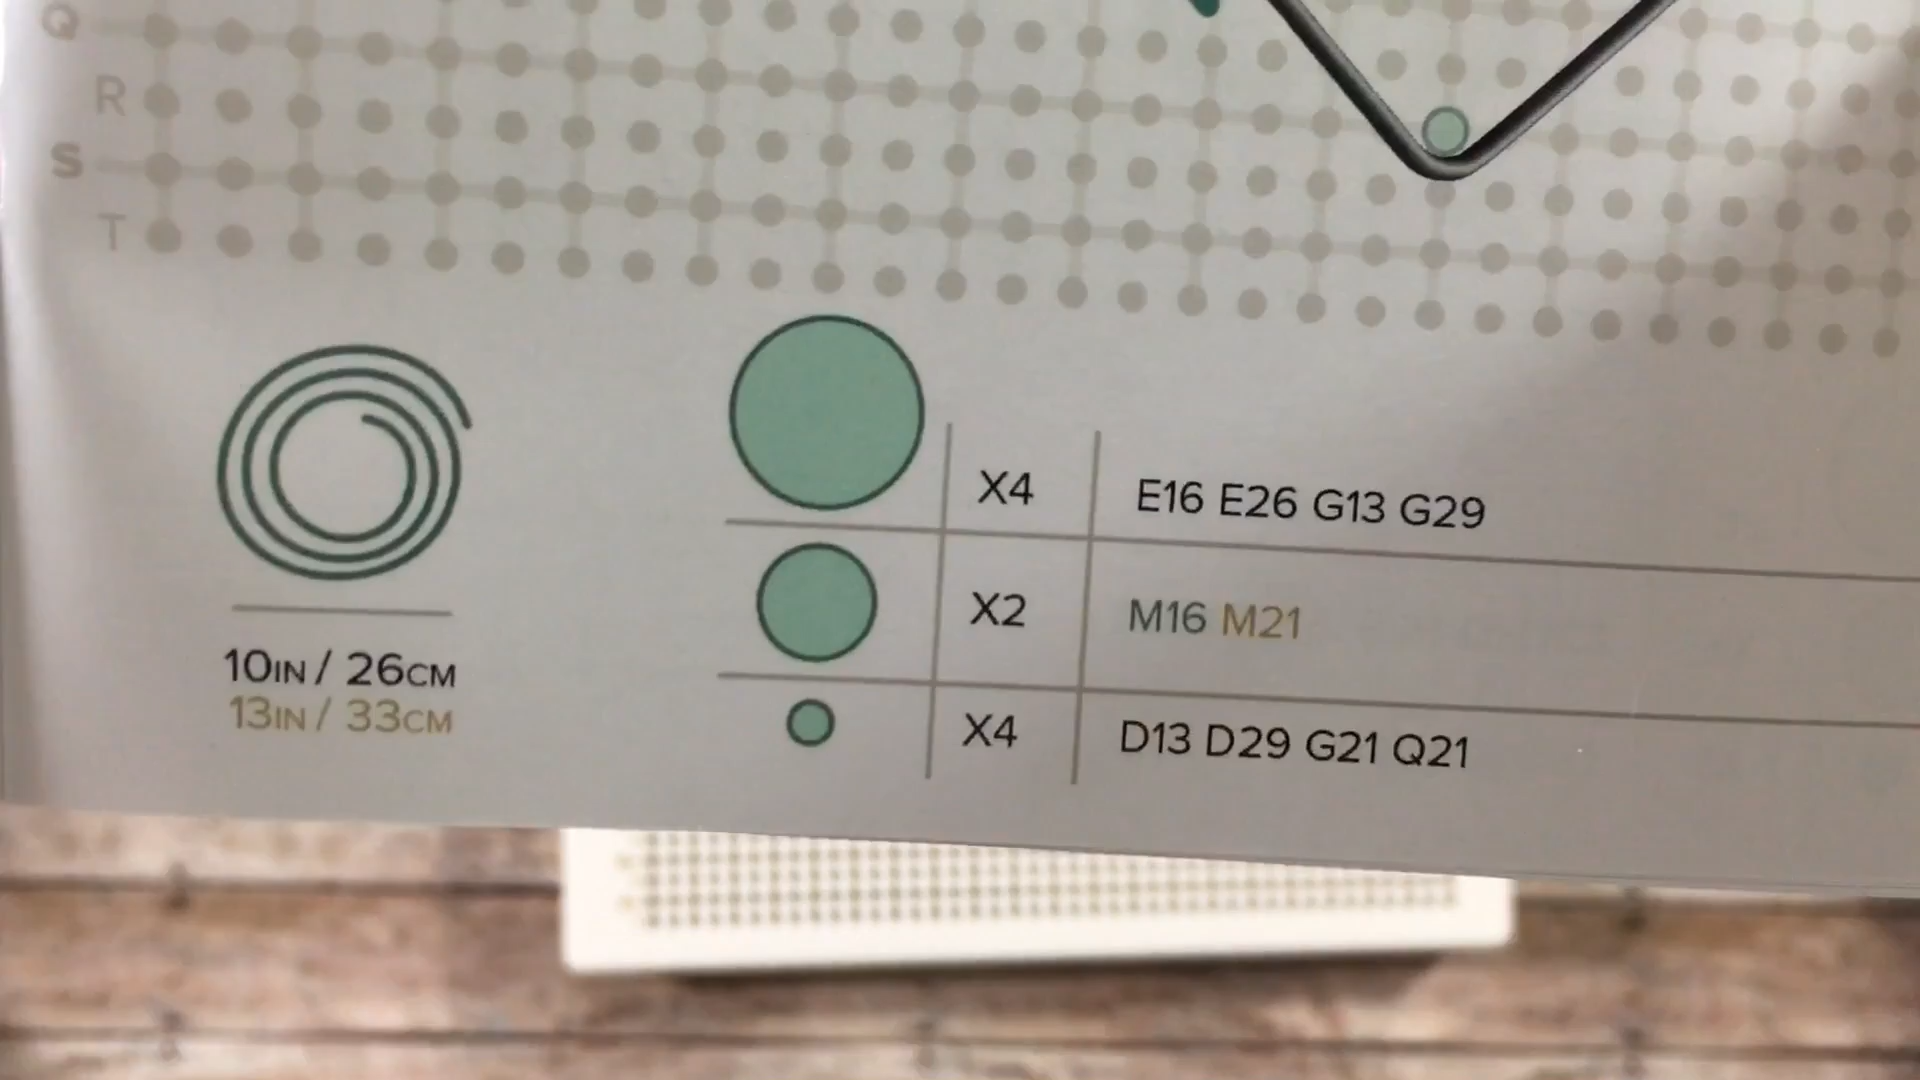 Q
R
S
T
X4 E16 E26 G13 G29
X2 M16 M21
10IN / 26CM
13IN / 33CM
X4 D13 D29 G21 Q21